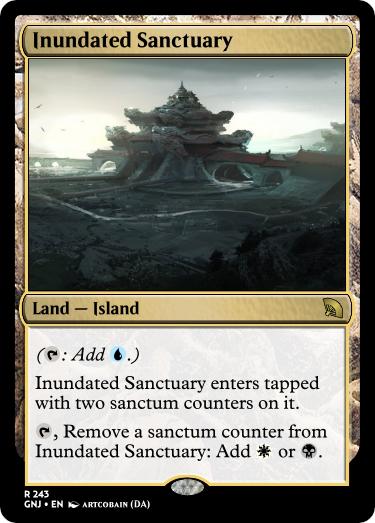 Inundated Sanctuary
Land — Island
(T: Add .)
Inundated Sanctuary enters tapped
with two sanctum counters on it.
, Remove a sanctum counter from
Inundated Sanctuary: Add or .
R 243
GNJ • EN ARTCOBAIN (DA)